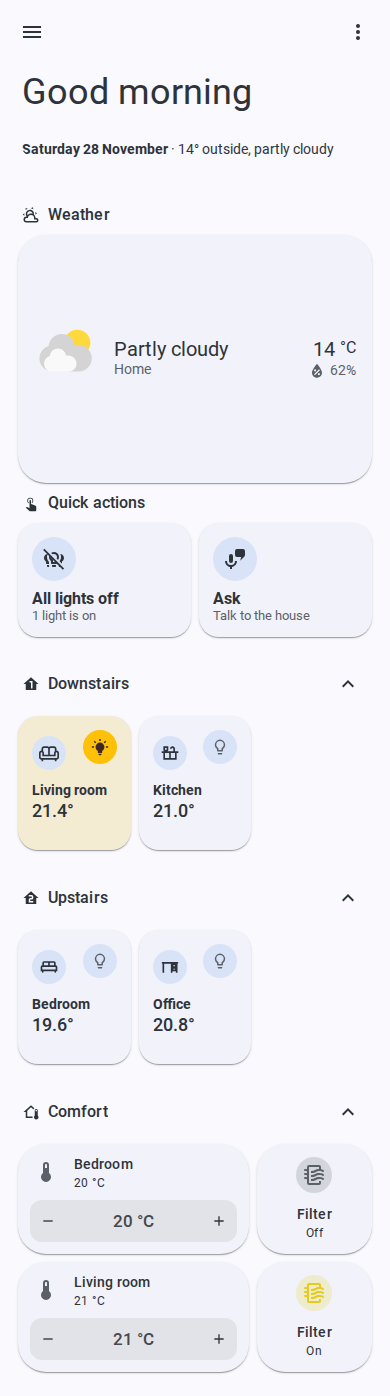 Good morning
Saturday 28 November · 14° outside, partly cloudy
Weather
Partly cloudy
Home
14 °C
62%
Quick actions
All lights off
1 light is on
Ask
Talk to the house
Downstairs
Living room
21.4°
Kitchen
21.0°
Upstairs
Bedroom
19.6°
Office
20.8°
Comfort
Bedroom
20 °C
20 °C
Filter
Off
Living room
21 °C
21 °C
Filter
On